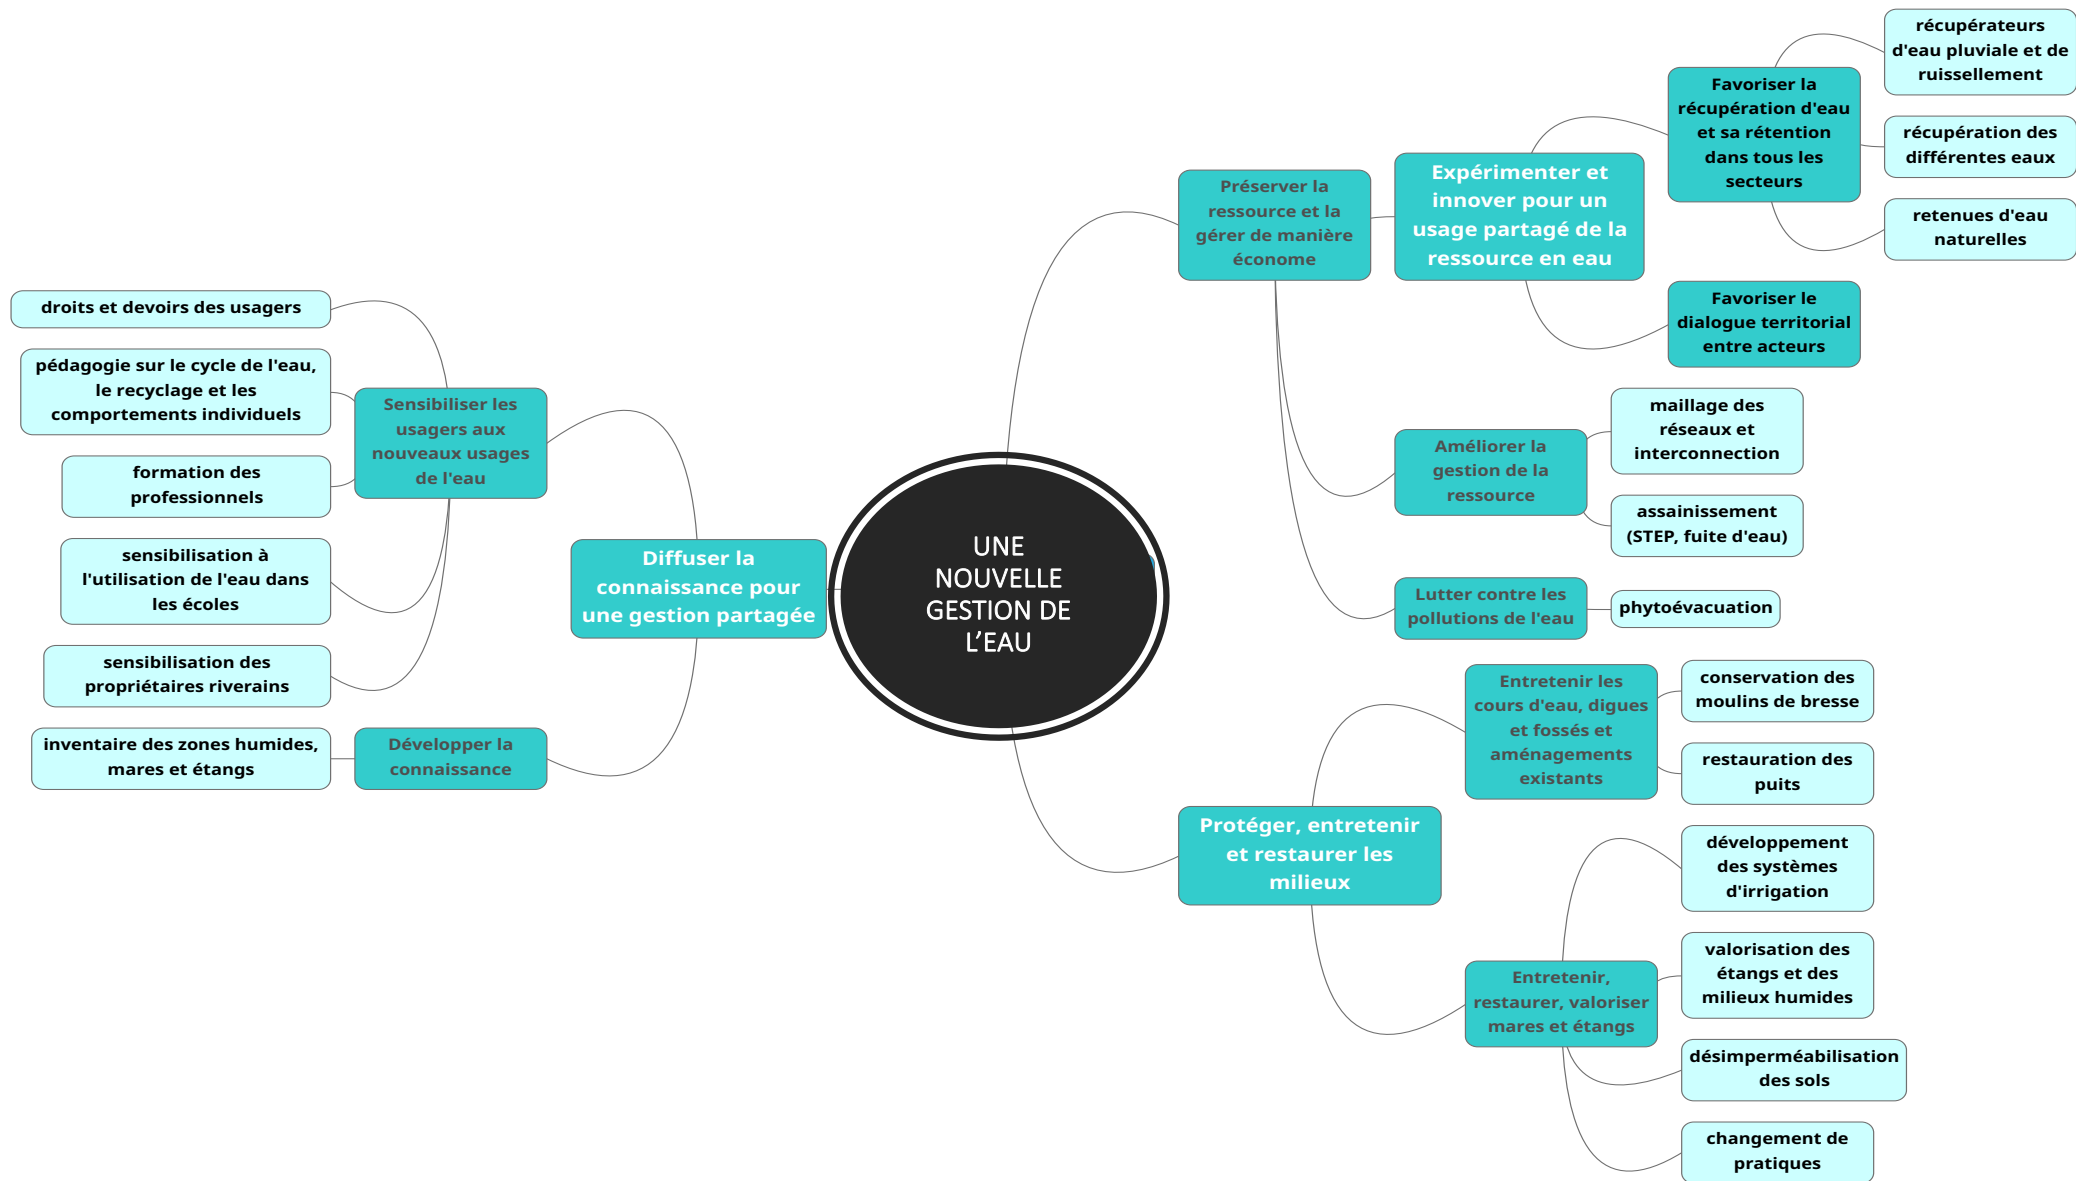 UNE
NOUVELLE
GESTION DE
L’EAU
Préserver la
ressource et la
gérer de manière
économe
Expérimenter et
innover pour un
usage partagé de la
ressource en eau
Favoriser la
récupération d'eau
et sa rétention
dans tous les
secteurs
récupérateurs
d'eau pluviale et de
ruissellement
récupération des
différentes eaux
retenues d'eau
naturelles
Favoriser le
dialogue territorial
entre acteurs
Améliorer la
gestion de la
ressource
maillage des
réseaux et
interconnection
assainissement
(STEP, fuite d'eau)
Lutter contre les
pollutions de l'eau
phytoévacuation
Protéger, entretenir
et restaurer les
milieux
Entretenir les
cours d'eau, digues
et fossés et
aménagements
existants
conservation des
moulins de bresse
restauration des
puits
Entretenir,
restaurer, valoriser
mares et étangs
développement
des systèmes
d'irrigation
valorisation des
étangs et des
milieux humides
désimperméabilisation
des sols
changement de
pratiques
Diffuser la
connaissance pour
une gestion partagée
Sensibiliser les
usagers aux
nouveaux usages
de l'eau
droits et devoirs des usagers
pédagogie sur le cycle de l'eau,
le recyclage et les
comportements individuels
formation des
professionnels
sensibilisation à
l'utilisation de l'eau dans
les écoles
sensibilisation des
propriétaires riverains
Développer la
connaissance
inventaire des zones humides,
mares et étangs